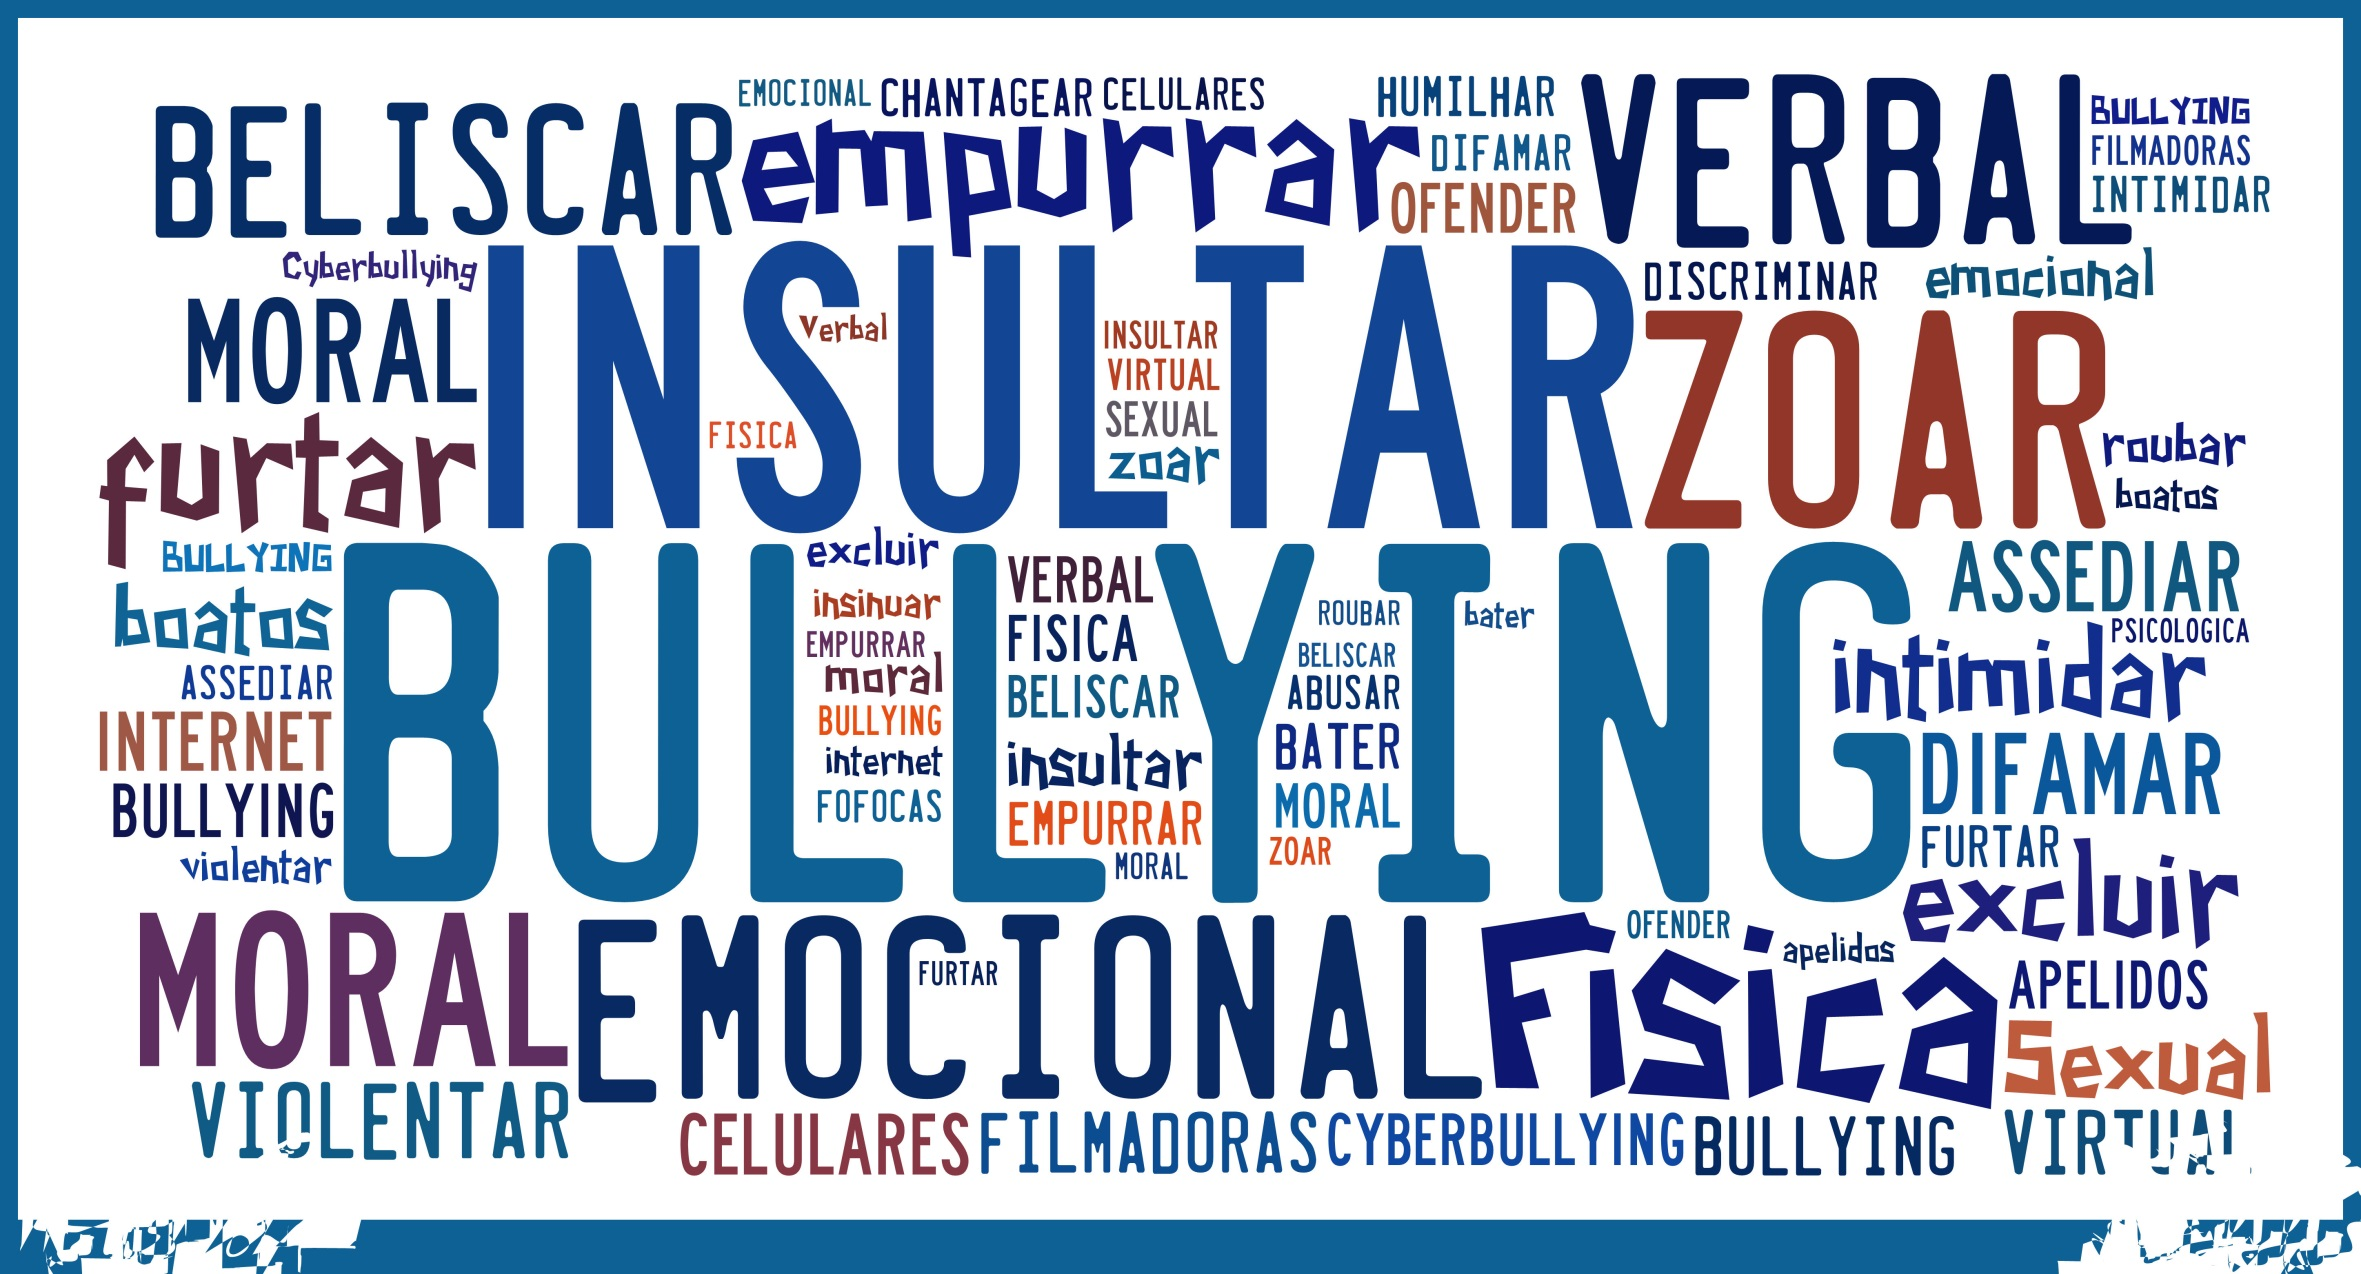 EMOCIONAL CHANTAGEAR CELULARES HUMILHAR
BELISCAR empurrar DIFAMAR VERBAL BULLYING
OFENDER FILMADORAS
INTIMIDAR
Cyberbullying INSULTAR DISCRIMINAR emocional
MORAL Verbal INSULTAR ZOAR
VIRTUAL
FISICA SEXUAL
furtar zoar roubar
boatos
BULLYING BULLYING excluir VERBAL ASSEDIAR
boatos insinuar FISICA ROUBAR bater PSICOLOGICA
ASSEDIAR EMPURRAR BELISCAR BELISCAR intimidar
INTERNET moral insultar ABUSAR DIFAMAR
BULLYING BULLYING EMPURRAR BATER FURTAR
violentar internet MORAL MORAL excluir
FOFOCAS ZOAR
MORAL EMOCIONAL FURTAR Fisica OFENDER apelidos APELIDOS
Sexual
VIOLENTAR CELULARES FILMADORAS CYBERBULLYING BULLYING VIRTUAL